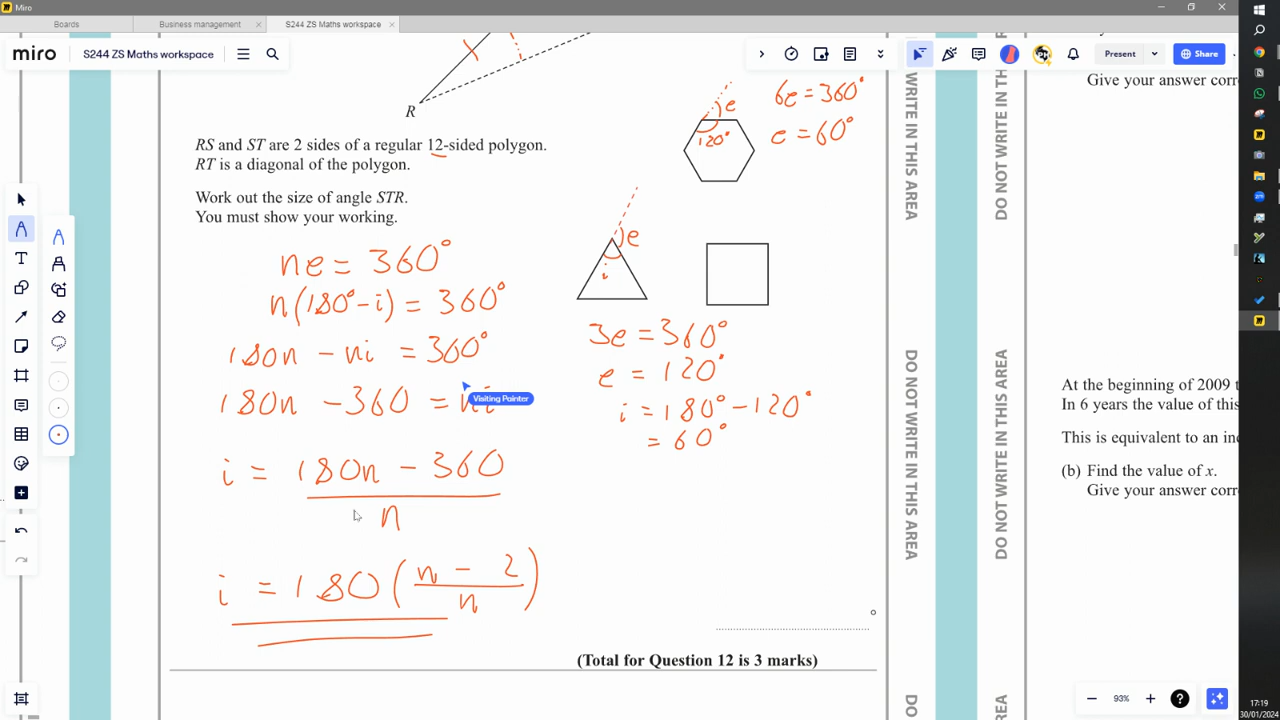 Miro
Boards
Business management
S244 ZS Maths workspace
miro
S244 ZS Maths workspace
Present
Share
R
RS and ST are 2 sides of a regular 12-sided polygon.
RT is a diagonal of the polygon.
Work out the size of angle STR.
You must show your working.
ne = 360°
n(180° - i) = 360°
180n - ni = 360°
180n - 360 = ni
Visiting Painter
i = 180n - 360
n
i = 180 ( n - 2
n )
e
120°
6e = 360°
e = 60°
e
i
3e = 360°
e = 120°
i = 180° - 120°
= 60°
°
(Total for Question 12 is 3 marks)
DO NOT WRITE IN THIS AREA
WRITE IN THIS AREA
DO NOT WRITE IN THIS AREA
DO NOT
DO NOT WRITE IN THIS AREA
DO NOT
Give your answer corre
At the beginning of 2009 t
In 6 years the value of this
This is equivalent to an inc
(b) Find the value of x.
Give your answer corre
93%
17:19
30/01/2024